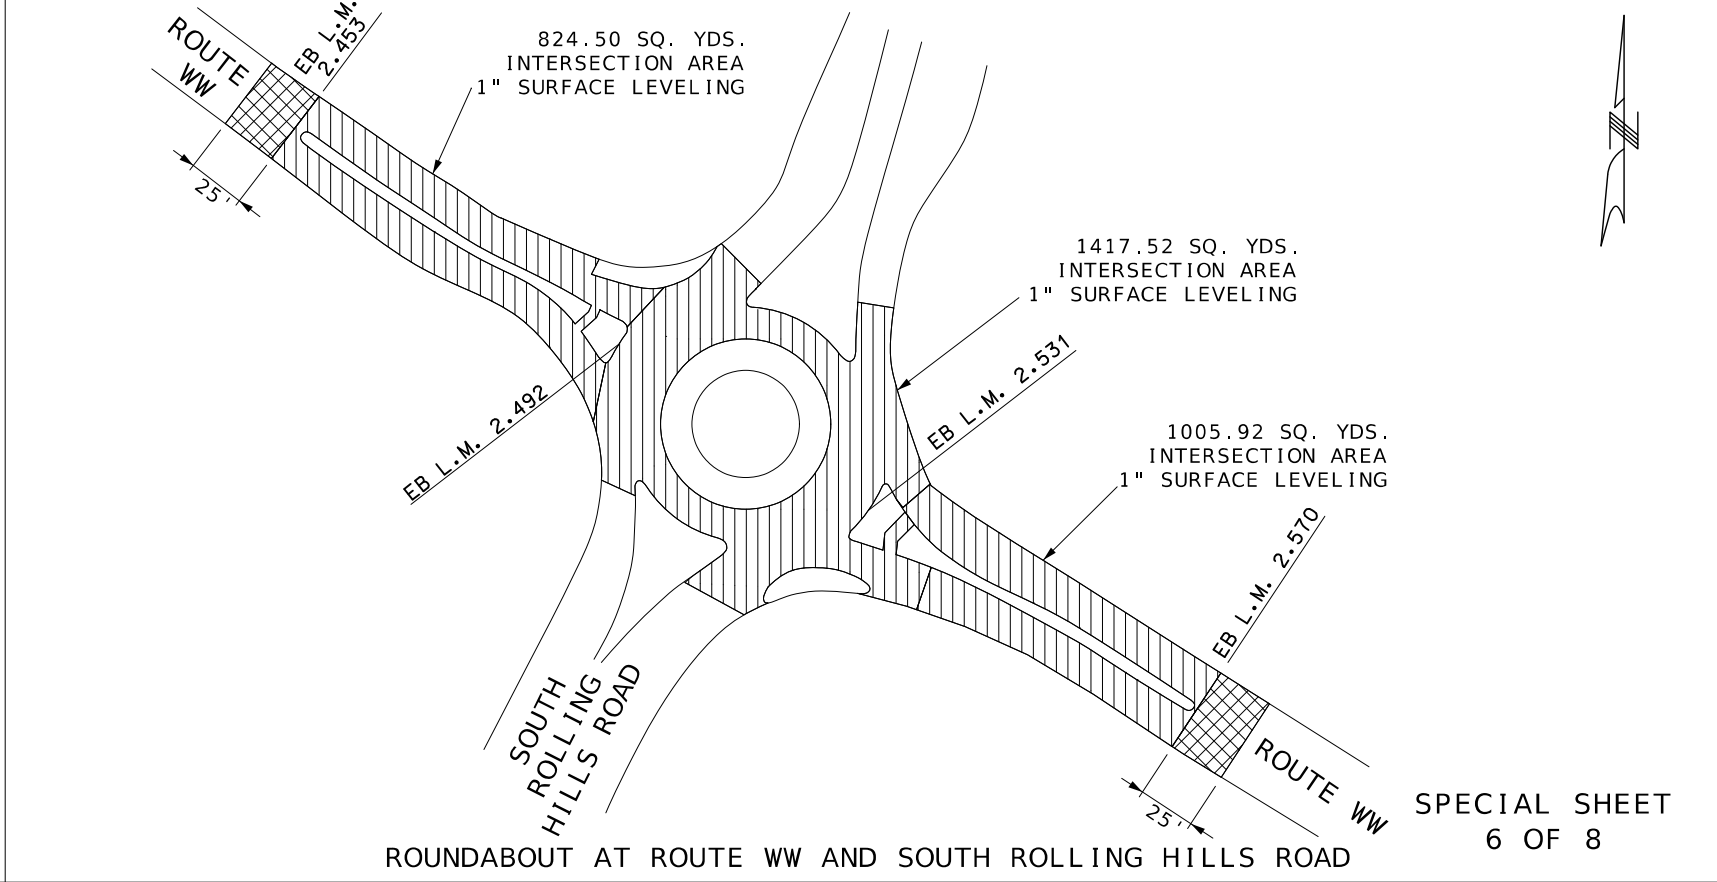 ROUTE
WW
EB L.M.
2.453
824.50 SQ. YDS.
INTERSECTION AREA
1" SURFACE LEVELING
25'
N
1417.52 SQ. YDS.
INTERSECTION AREA
1" SURFACE LEVELING
EB L.M. 2.531
EB L.M. 2.492
1005.92 SQ. YDS.
INTERSECTION AREA
1" SURFACE LEVELING
EB L.M. 2.570
SOUTH
ROLLING
HILLS ROAD
ROUTE WW
25'
SPECIAL SHEET
6 OF 8
ROUNDABOUT AT ROUTE WW AND SOUTH ROLLING HILLS ROAD